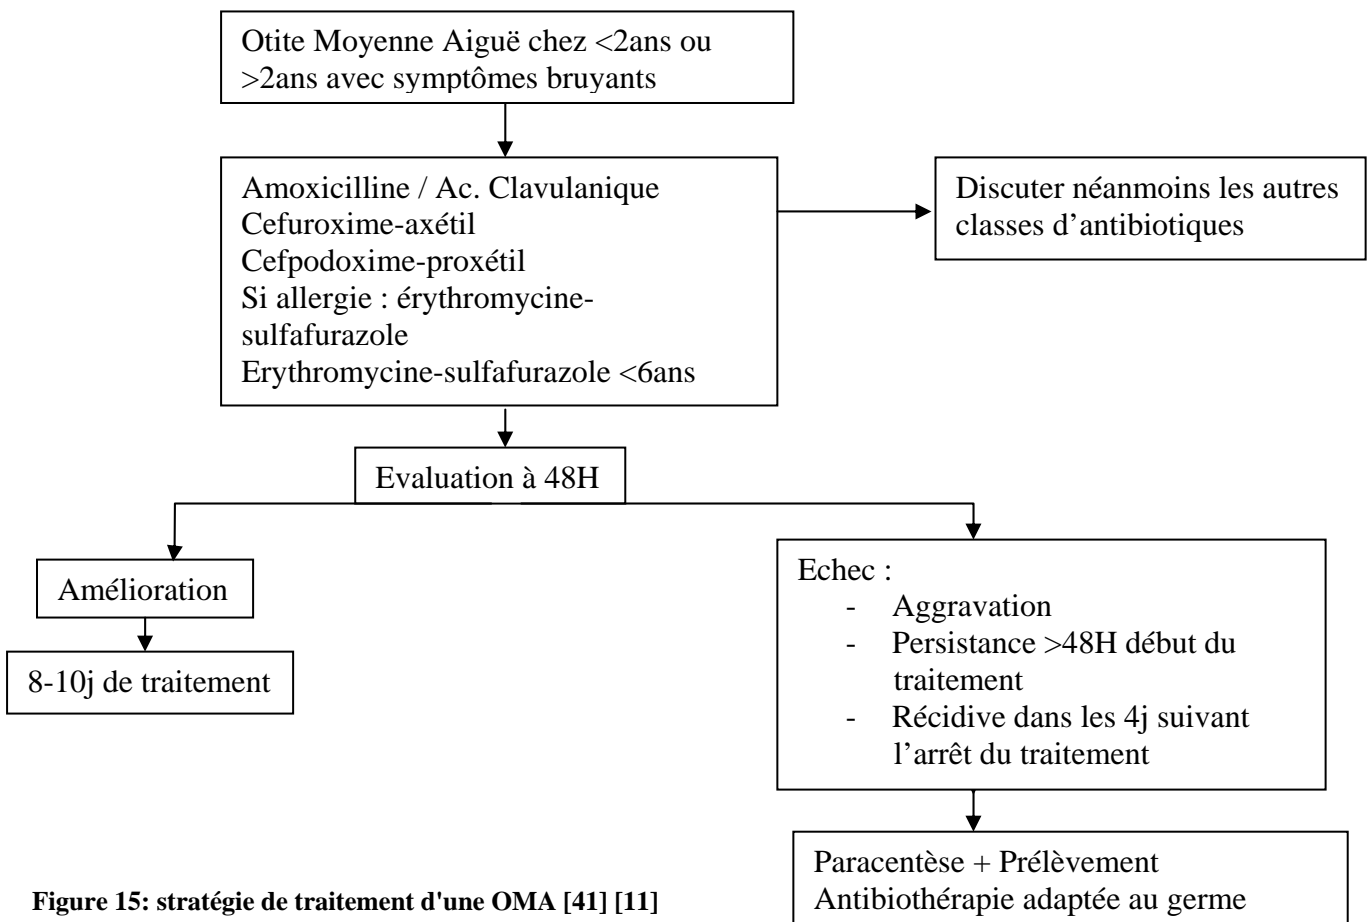 Otite Moyenne Aiguë chez <2ans ou
>2ans avec symptômes bruyants
Amoxicilline / Ac. Clavulanique
Cefuroxime-axétil
Cefpodoxime-proxétil
Si allergie : érythromycine-
sulfafurazole
Erythromycine-sulfafurazole <6ans
Discuter néanmoins les autres
classes d’antibiotiques
Evaluation à 48H
Amélioration
8-10j de traitement
Echec :
- Aggravation
- Persistance >48H début du
traitement
- Récidive dans les 4j suivant
l’arrêt du traitement
Paracentèse + Prélèvement
Antibiothérapie adaptée au germe
Figure 15: stratégie de traitement d'une OMA [41] [11]